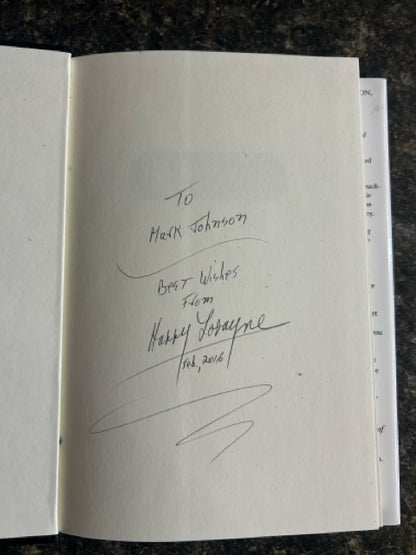 To
Mark Johnson
Best Wishes
From
Harry Lorayne
Feb, 2016